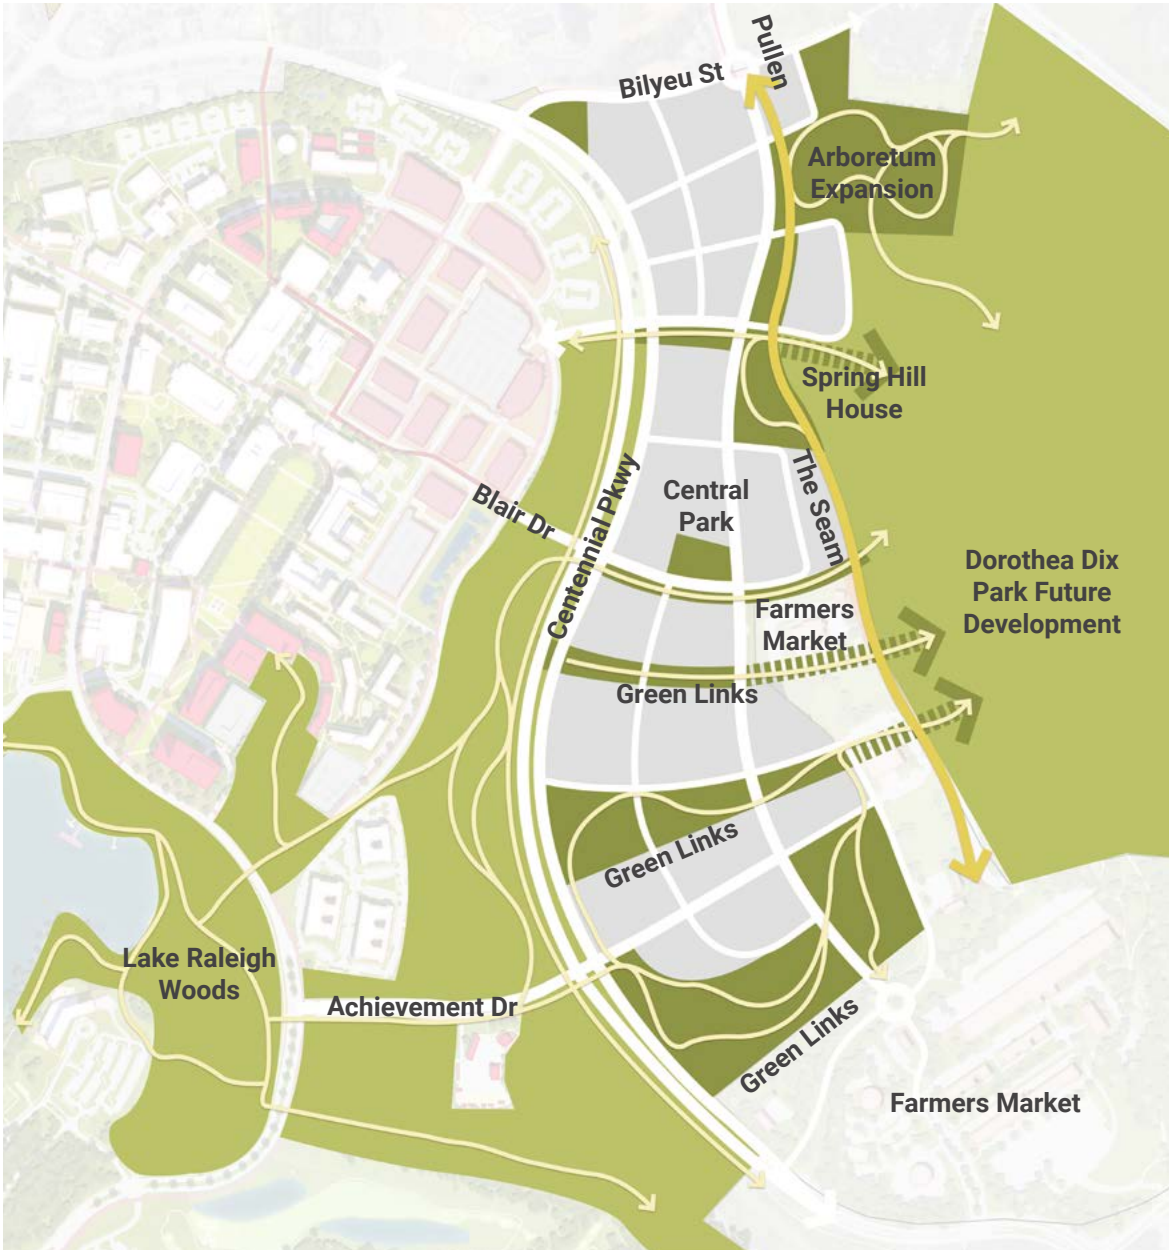 Pullen
Bilyeu St
Arboretum
Expansion
Spring Hill
House
Centennial Pkwy
Blair Dr
Central
Park
The Seam
Dorothea Dix
Park Future
Development
Farmers
Market
Green Links
Green Links
Lake Raleigh
Woods
Achievement Dr
Green Links
Farmers Market